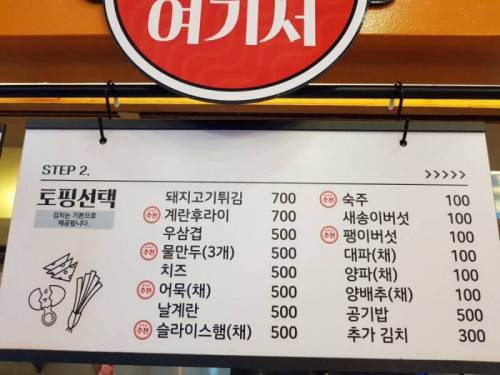 여기서
STEP 2.
>>>>>
토핑선택
김치는 기본으로
제공됩니다.
돼지고기튀김 700
추천 계란후라이 700
우삼겹 500
추천 물만두(3개) 500
치즈 500
추천 어묵(채) 500
날계란 500
추천 슬라이스햄(채) 500
추천 숙주 100
새송이버섯 100
추천 팽이버섯 100
대파(채) 100
양파(채) 100
양배추(채) 100
공기밥 500
추가 김치 300